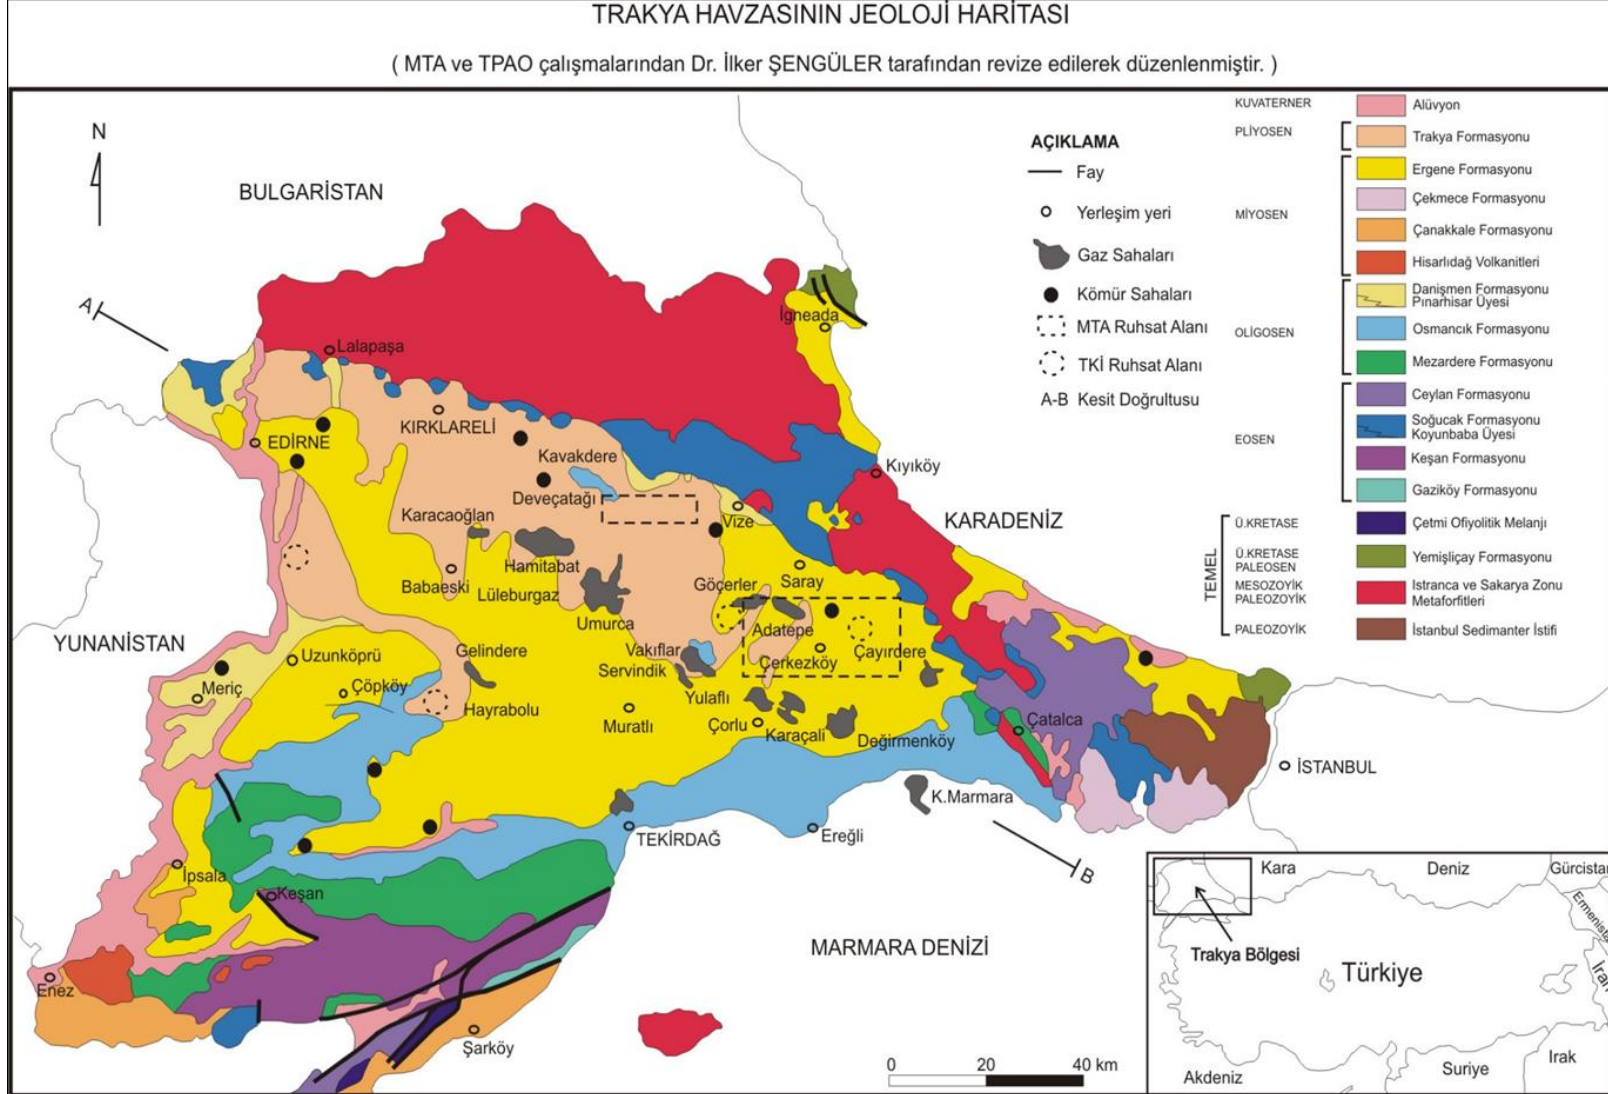 TRAKYA HAVZASININ JEOLOJİ HARİTASI
( MTA ve TPAO çalışmalarından Dr. İlker ŞENGÜLER tarafından revize edilerek düzenlenmiştir. )
N
BULGARİSTAN
YUNANİSTAN
KARADENİZ
MARMARA DENİZİ
A
B
AÇIKLAMA
Fay
Yerleşim yeri
Gaz Sahaları
Kömür Sahaları
MTA Ruhsat Alanı
TKİ Ruhsat Alanı
A-B Kesit Doğrultusu
KUVATERNER
Alüvyon
PLİYOSEN
Trakya Formasyonu
MİYOSEN
Ergene Formasyonu
Çekmece Formasyonu
Çanakkale Formasyonu
Hisarlıdağ Volkanitleri
OLİGOSEN
Danişmen Formasyonu
Pınarhisar Üyesi
Osmancık Formasyonu
Mezardere Formasyonu
EOSEN
Ceylan Formasyonu
Soğucak Formasyonu
Koyunbaba Üyesi
Keşan Formasyonu
Gaziköy Formasyonu
TEMEL
Ü.KRETASE
Çetmi Ofiyolitik Melanjı
Ü.KRETASE
PALEOSEN
Yemişliçay Formasyonu
MESOZOYİK
PALEOZOYİK
Istranca ve Sakarya Zonu
Metaforfitleri
PALEOZOYİK
İstanbul Sedimanter İstifi
İgneada
Lalapaşa
KIRKLARELİ
EDİRNE
Kavakdere
Deveçatağı
Kıyıköy
Karacaoğlan
Vize
Hamitabat
Babaeski
Lüleburgaz
Göçerler
Saray
Umurca
Adatepe
Uzunköprü
Gelindere
Vakıflar
Servindik
Çerkezköy
Çayırdere
Meriç
Çöpköy
Hayrabolu
Yulaflı
Muratlı
Çorlu
Karaçali
Değirmenköy
Çatalca
İSTANBUL
K.Marmara
TEKİRDAĞ
Ereğli
İpsala
Keşan
Enez
Şarköy
0
20
40 km
Kara
Deniz
Gürcistan
Ermenista
Trakya Bölgesi
Türkiye
İran
Akdeniz
Suriye
Irak